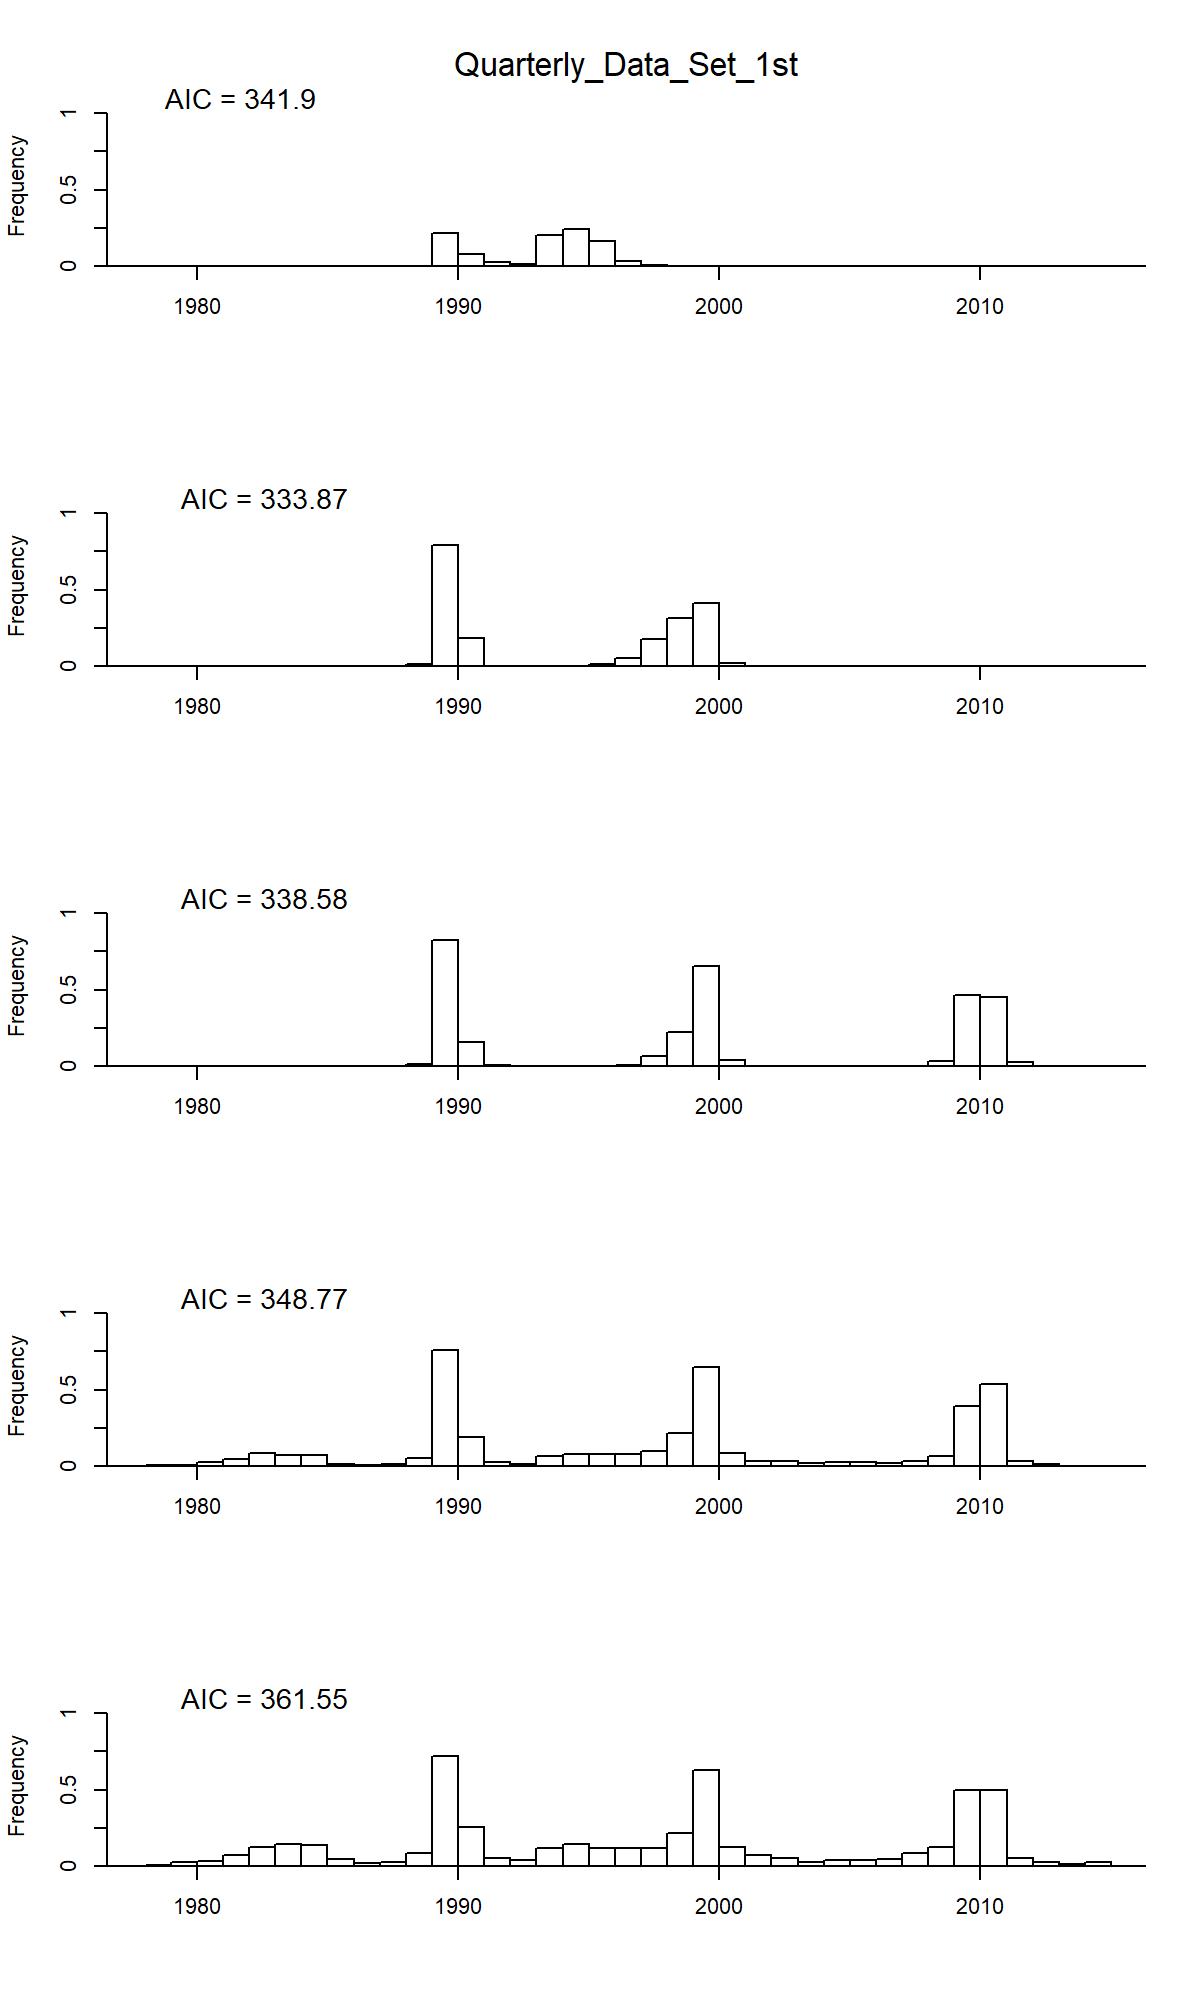 Quarterly_Data_Set_1st
AIC = 341.9
Frequency
1
0.5
0
1980 1990 2000 2010
AIC = 333.87
Frequency
1
0.5
0
1980 1990 2000 2010
AIC = 338.58
Frequency
1
0.5
0
1980 1990 2000 2010
AIC = 348.77
Frequency
1
0.5
0
1980 1990 2000 2010
AIC = 361.55
Frequency
1
0.5
0
1980 1990 2000 2010